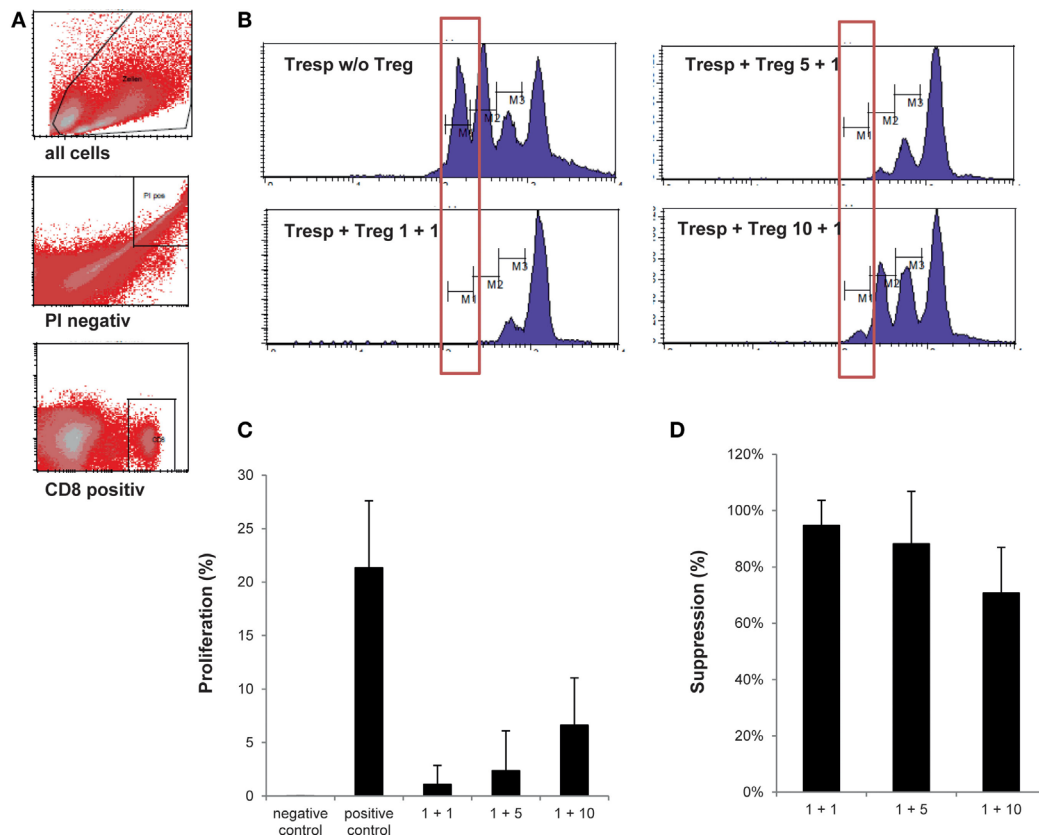 A
Zellen
all cells
PI pos
PI negativ
CD8
CD8 positiv
B
Tresp w/o Treg
M1
M2
M3
Tresp + Treg 5 + 1
M1
M2
M3
Tresp + Treg 1 + 1
M1
M2
M3
Tresp + Treg 10 + 1
M1
M2
M3
C
Proliferation (%)
30
25
20
15
10
5
0
negative control
positive control
1 + 1
1 + 5
1 + 10
D
Suppression (%)
120%
100%
80%
60%
40%
20%
0%
1 + 1
1 + 5
1 + 10